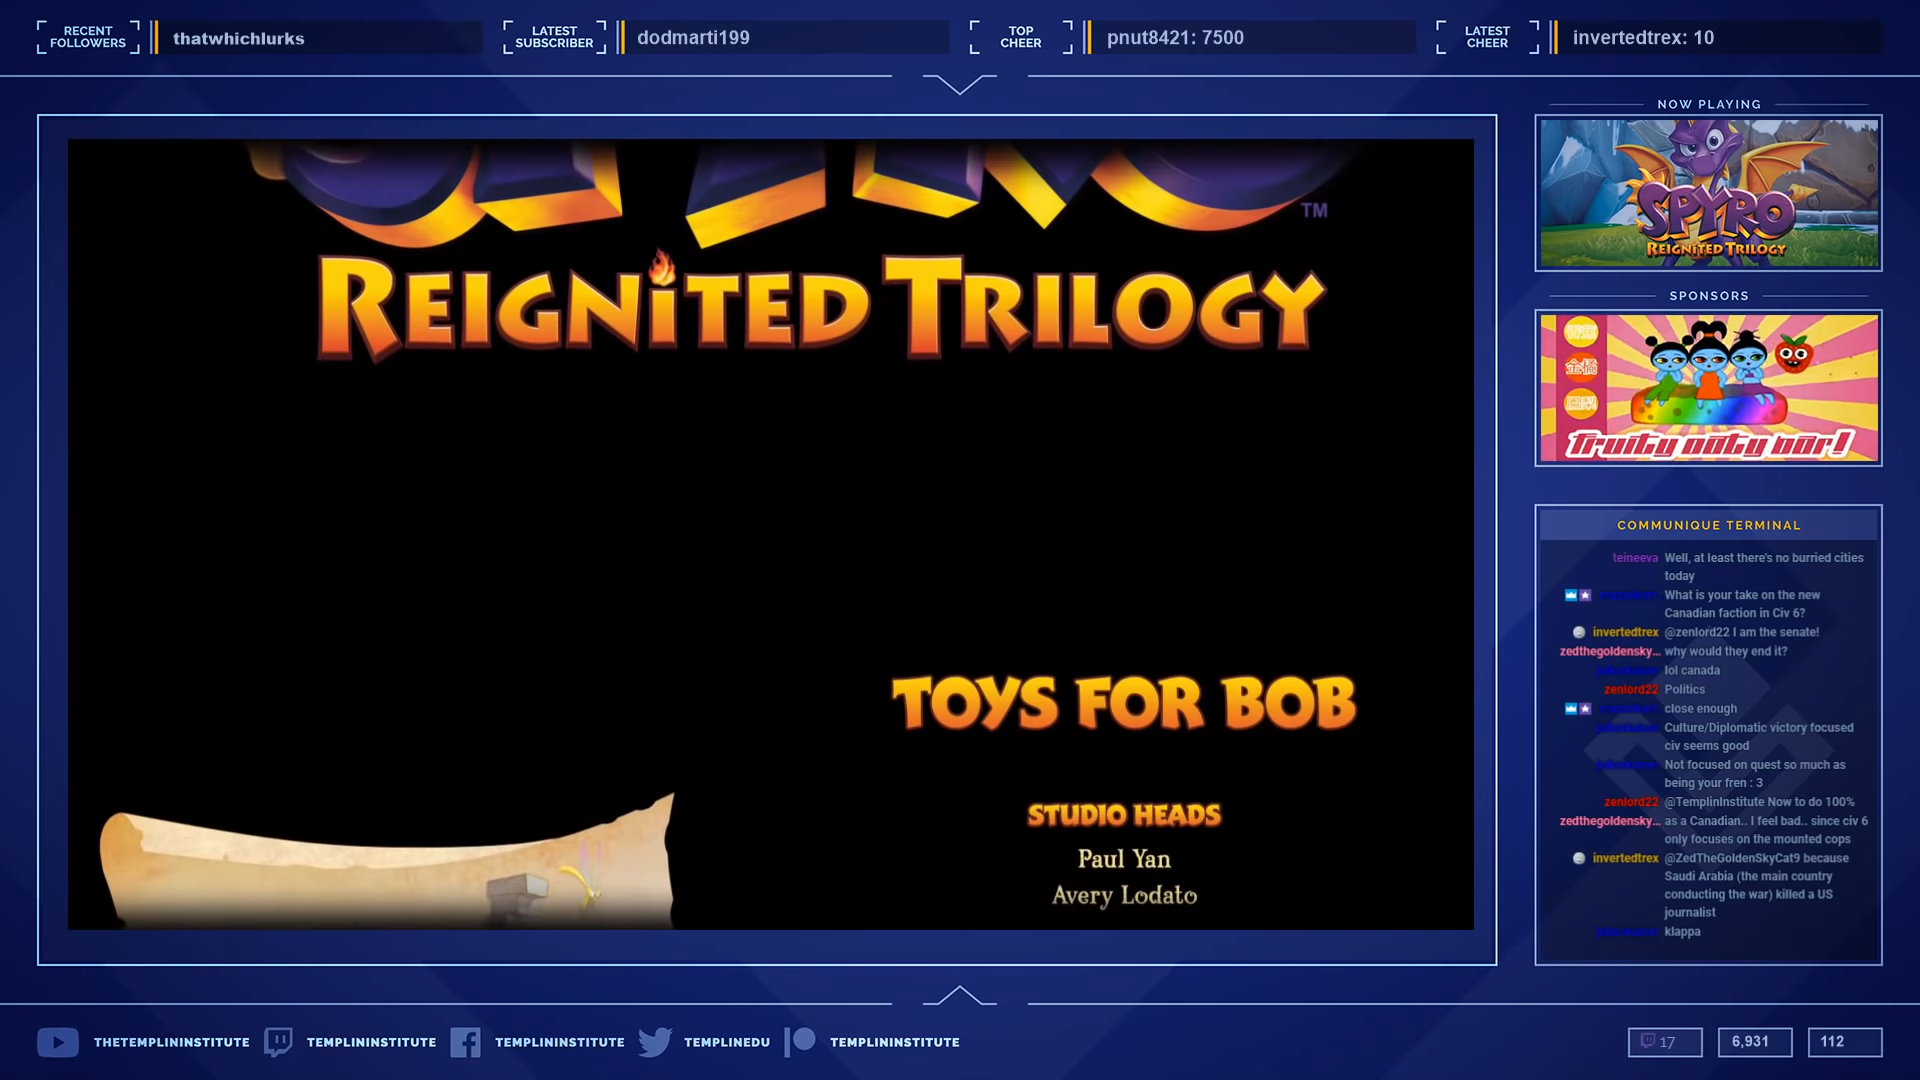 RECENT
FOLLOWERS
thatwhichlurks
LATEST
SUBSCRIBER
dodmarti199
TOP
CHEER
pnut8421: 7500
LATEST
CHEER
invertedtrex: 10
TM
REIGNITED TRILOGY
TOYS FOR BOB
STUDIO HEADS
Paul Yan
Avery Lodato
NOW PLAYING
SPYRO
REIGNITED TRILOGY
SPONSORS
fruity oaty bar!
COMMUNIQUE TERMINAL
teineeva Well, at least there's no burried cities
today
What is your take on the new
Canadian faction in Civ 6?
invertedtrex @zenlord22 I am the senate!
zedthegoldensky... why would they end it?
lol canada
zenlord22 Politics
close enough
Culture/Diplomatic victory focused
civ seems good
Not focused on quest so much as
being your fren : 3
zenlord22 @TemplinInstitute Now to do 100%
zedthegoldensky... as a Canadian.. I feel bad.. since civ 6
only focuses on the mounted cops
invertedtrex @ZedTheGoldenSkyCat9 because
Saudi Arabia (the main country
conducting the war) killed a US
journalist
klappa
THETEMPLININSTITUTE
TEMPLININSTITUTE
TEMPLININSTITUTE
TEMPLINEDU
TEMPLININSTITUTE
17
6,931
112